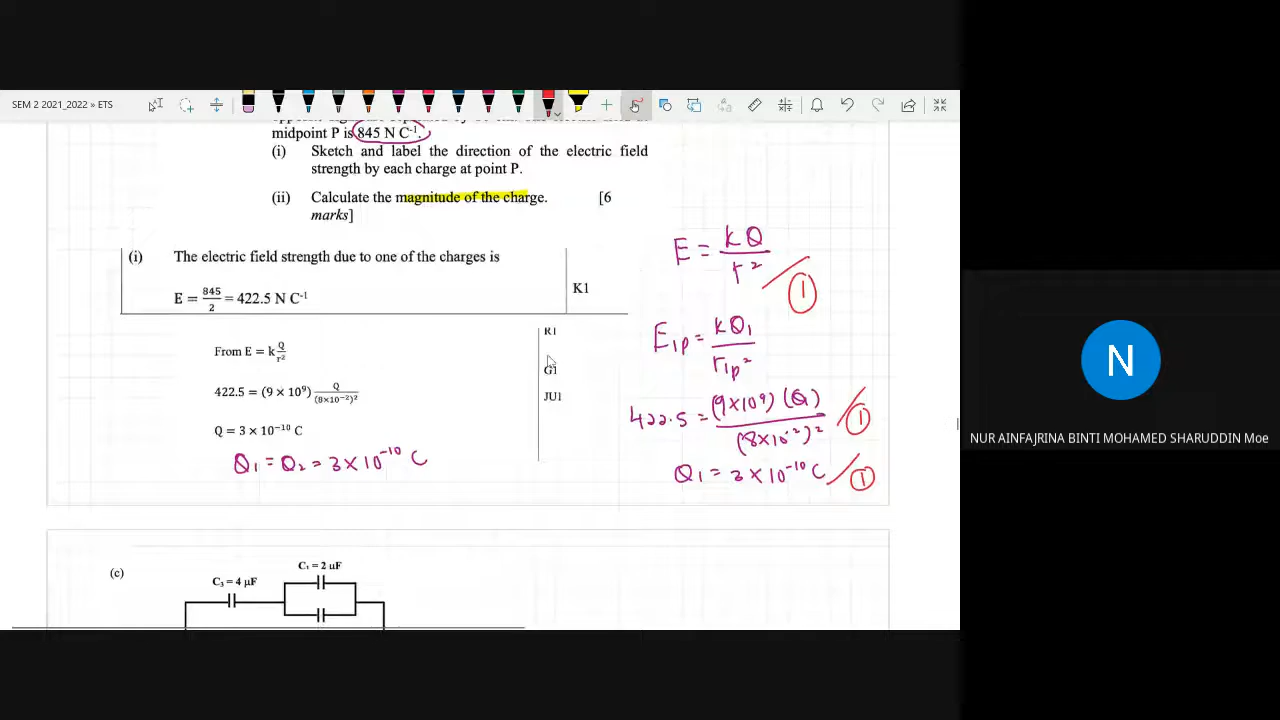 SEM 2 2021_2022 » ETS
midpoint P is 845 N C-1.
(i) Sketch and label the direction of the electric field
strength by each charge at point P.
(ii) Calculate the magnitude of the charge. [6
marks]
(i) The electric field strength due to one of the charges is
E = 845/2 = 422.5 N C-1
K1
R1
From E = k Q/r²
G1
422.5 = (9 × 10⁹) Q/(8×10⁻²)²
JU1
Q = 3 × 10⁻¹⁰ C
Q₁ = Q₂ = 3 × 10⁻¹⁰ C
E = kQ/r²
1
E₁p = kQ₁/r₁p²
422.5 = (9×10⁹)(Q)/(8×10⁻²)²
1
Q₁ = 3 × 10⁻¹⁰ C
1
(c)
C₁ = 2 uF
C₃ = 4 µF
N
NUR AINFAJRINA BINTI MOHAMED SHARUDDIN Moe